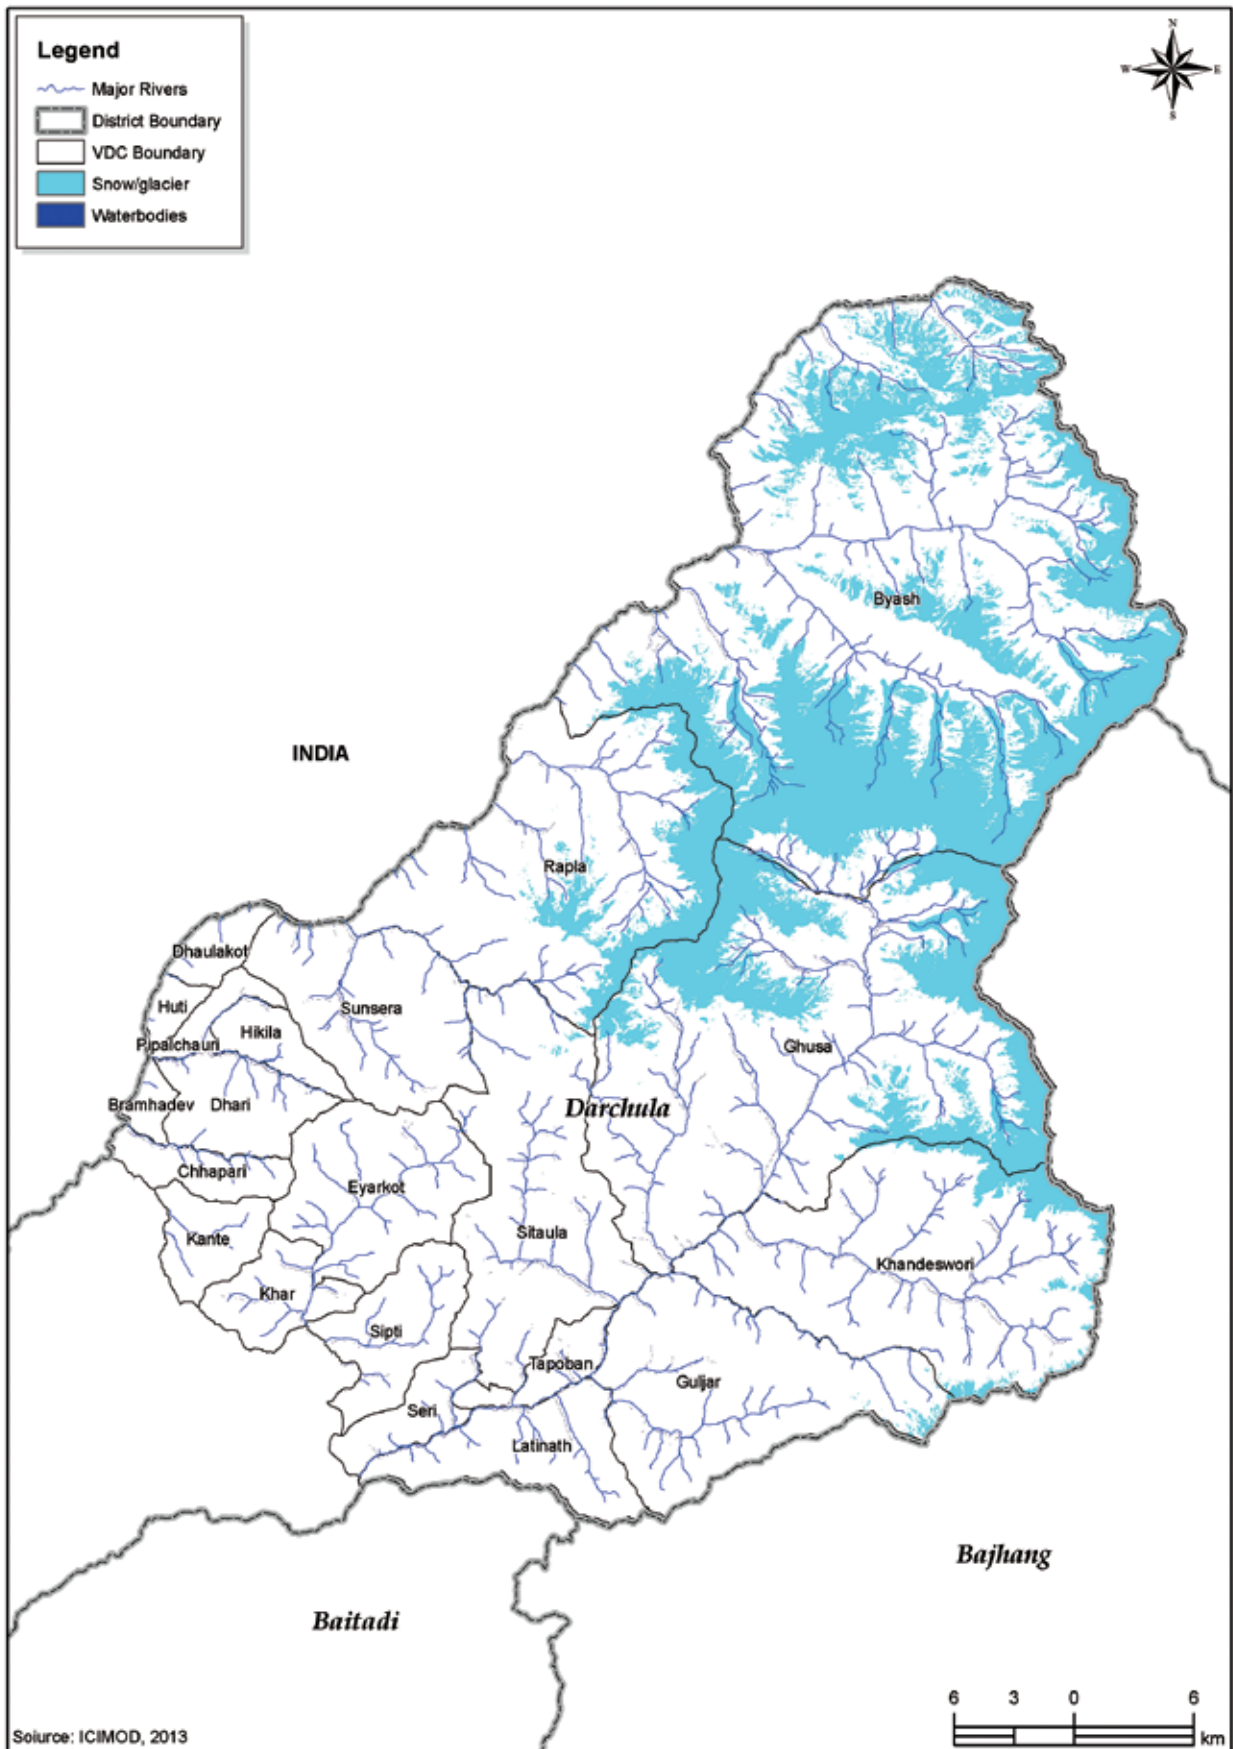 Legend
Major Rivers
District Boundary
VDC Boundary
Snow/glacier
Waterbodies
N
W E
S
Byash
INDIA
Rapla
Dhaulakot
Huti
Sunsera
Hikila
Pipalchauri
Ghusa
Bramhadev
Dhari
Darchula
Chhapari
Eyarkot
Kante
Sitaula
Khandeswori
Khar
Sipti
Tapoban
Guljar
Seri
Latinath
Bajhang
Baitadi
6 3 0 6
km
Soiurce: ICIMOD, 2013